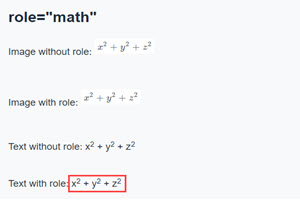 role="math"
Image without role: x² + y² + z²
Image with role: x² + y² + z²
Text without role: x² + y² + z²
Text with role: x² + y² + z²